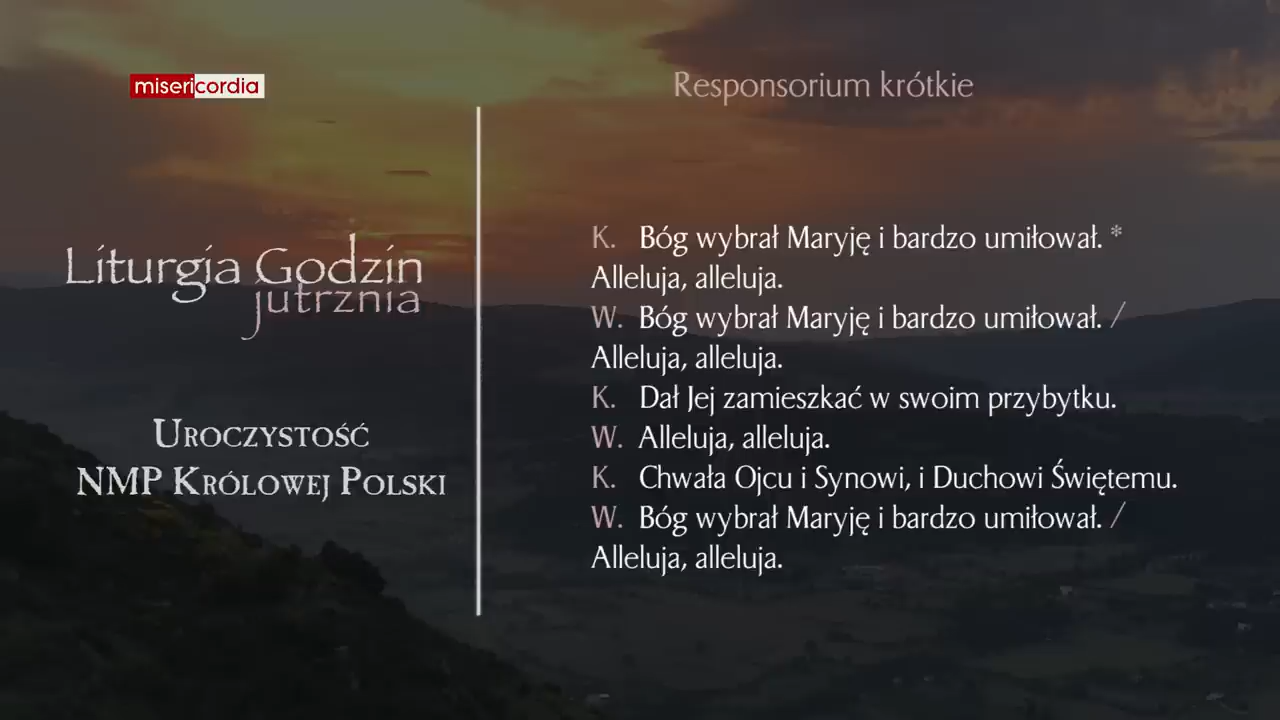 misericordia
Liturgia Godzin
jutrznia
Uroczystość
NMP Królowej Polski
Responsorium krótkie
K. Bóg wybrał Maryję i bardzo umiłował. *
Alleluja, alleluja.
W. Bóg wybrał Maryję i bardzo umiłował. /
Alleluja, alleluja.
K. Dał Jej zamieszkać w swoim przybytku.
W. Alleluja, alleluja.
K. Chwała Ojcu i Synowi, i Duchowi Świętemu.
W. Bóg wybrał Maryję i bardzo umiłował. /
Alleluja, alleluja.